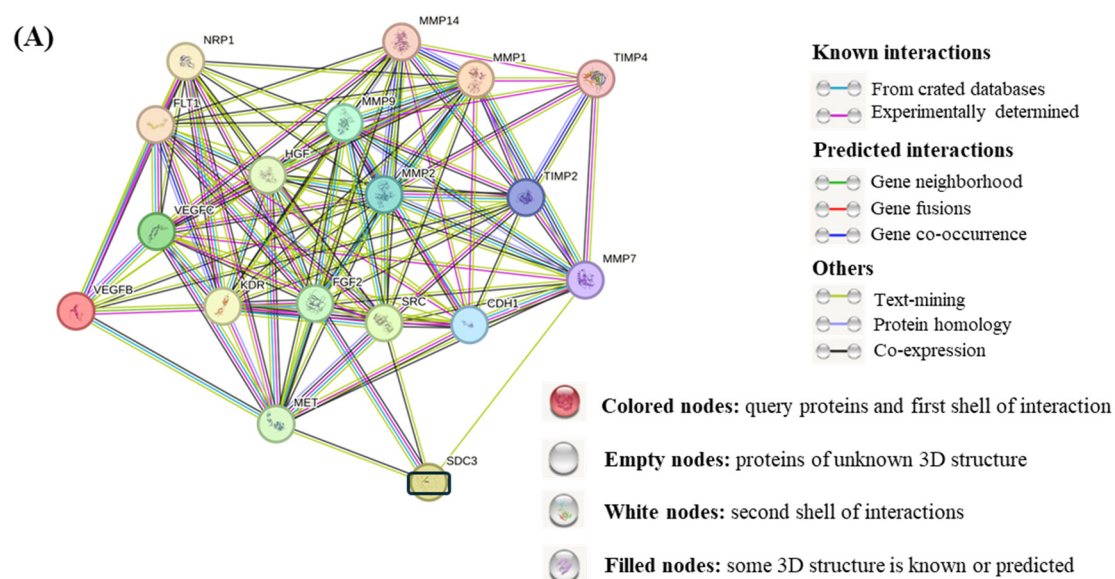 (A)
MMP14
NRP1
MMP1
TIMP4
MMP9
FLT1
HGF
MMP2
TIMP2
VEGFC
MMP7
VEGFB
KDR
FGF2
SRC
CDH1
MET
SDC3
Known interactions
From crated databases
Experimentally determined
Predicted interactions
Gene neighborhood
Gene fusions
Gene co-occurrence
Others
Text-mining
Protein homology
Co-expression
Colored nodes: query proteins and first shell of interaction
Empty nodes: proteins of unknown 3D structure
White nodes: second shell of interactions
Filled nodes: some 3D structure is known or predicted